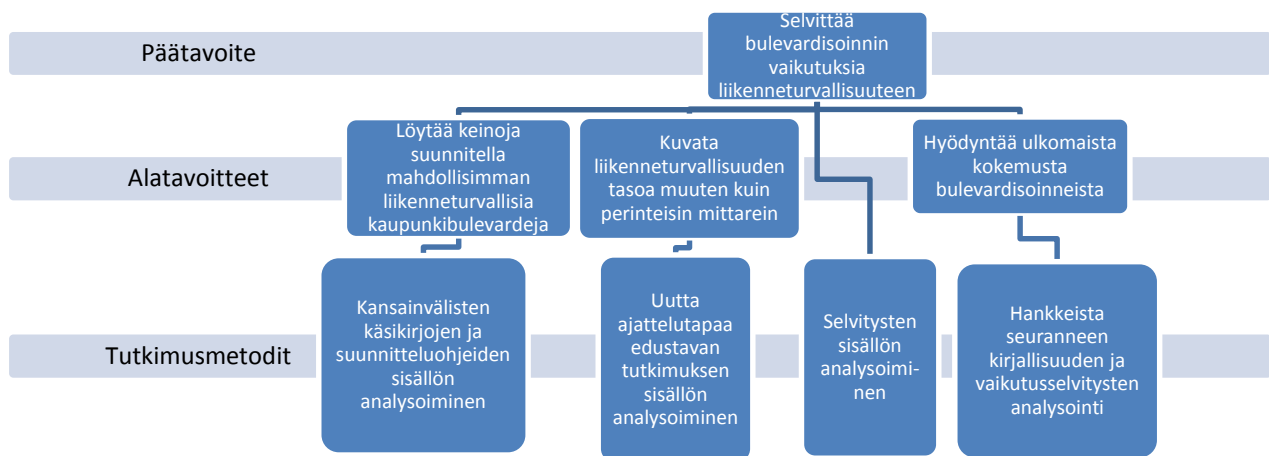 Päätavoite
Selvittää
bulevardisoinnin
vaikutuksia
liikenneturvallisuuteen
Alatavoitteet
Löytää keinoja
suunnitella
mahdollisimman
liikenneturvallisia
kaupunkibulevardeja
Kuvata
liikenneturvallisuuden
tasoa muuten kuin
perinteisin mittarein
Hyödyntää ulkomaista
kokemusta
bulevardisoinneista
Tutkimusmetodit
Kansainvälisten
käsikirjojen ja
suunnitteluohjeiden
sisällön
analysoiminen
Uutta
ajattelutapaa
edustavan
tutkimuksen
sisällön
analysoiminen
Selvitysten
sisällön
analysoimi-
nen
Hankkeista
seuranneen
kirjallisuuden ja
vaikutusselvitysten
analysointi